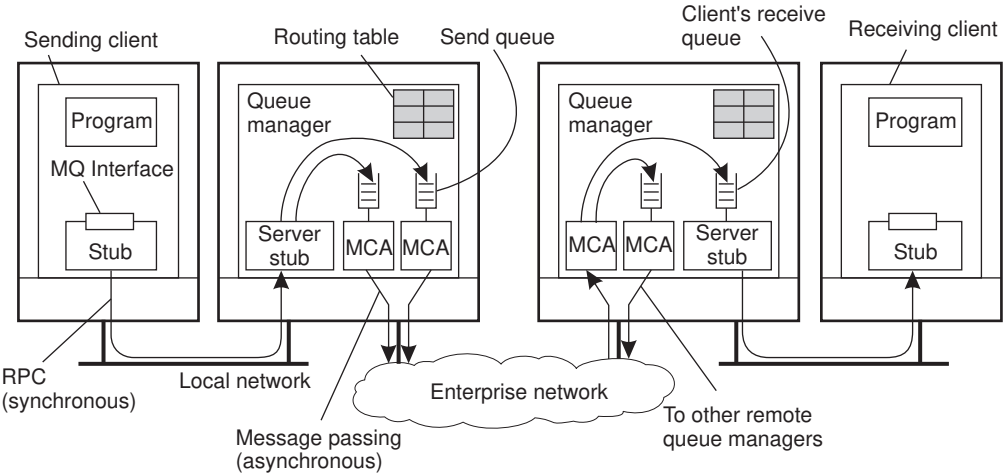 Sending client
Routing table
Send queue
Client's receive
queue
Receiving client
Program
MQ Interface
Stub
Queue
manager
Server
stub
MCA
MCA
Queue
manager
MCA
MCA
Server
stub
Program
Stub
RPC
(synchronous)
Local network
Message passing
(asynchronous)
Enterprise network
To other remote
queue managers